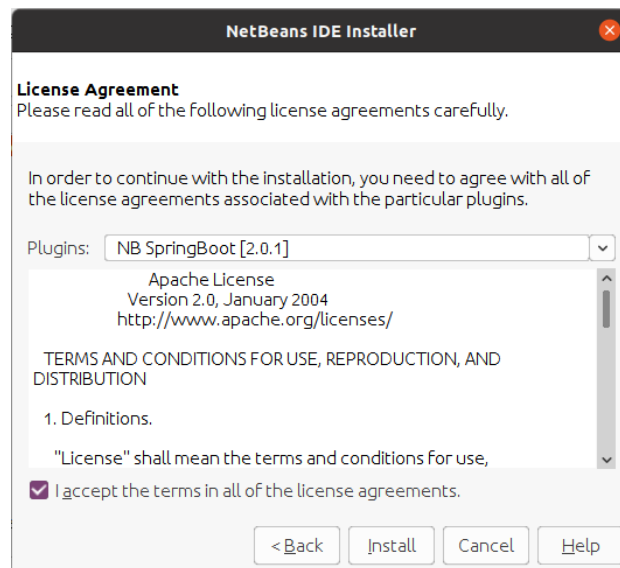 NetBeans IDE Installer
License Agreement
Please read all of the following license agreements carefully.
In order to continue with the installation, you need to agree with all of
the license agreements associated with the particular plugins.
Plugins: NB SpringBoot [2.0.1]
Apache License
Version 2.0, January 2004
http://www.apache.org/licenses/
TERMS AND CONDITIONS FOR USE, REPRODUCTION, AND
DISTRIBUTION
1. Definitions.
"License" shall mean the terms and conditions for use,
I accept the terms in all of the license agreements.
< Back Install Cancel Help